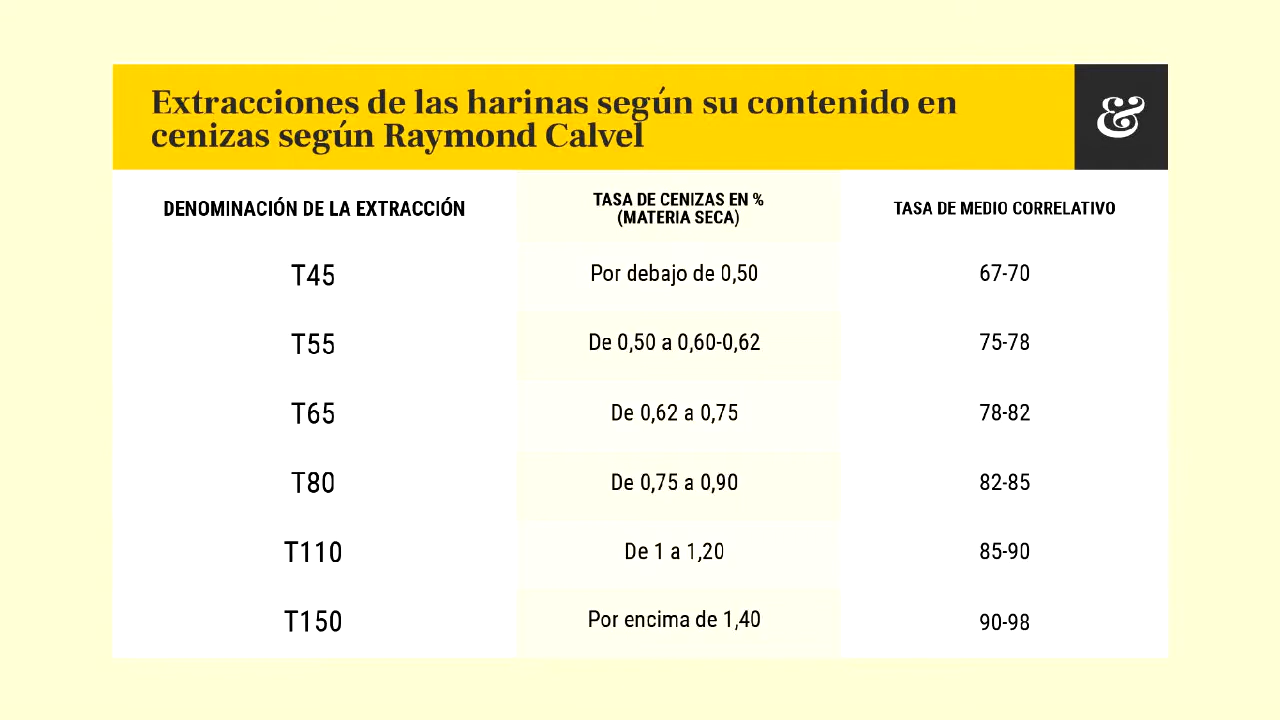 Extracciones de las harinas según su contenido en
cenizas según Raymond Calvel
&
DENOMINACIÓN DE LA EXTRACCIÓN
TASA DE CENIZAS EN %
(MATERIA SECA)
TASA DE MEDIO CORRELATIVO
T45
Por debajo de 0,50
67-70
T55
De 0,50 a 0,60-0,62
75-78
T65
De 0,62 a 0,75
78-82
T80
De 0,75 a 0,90
82-85
T110
De 1 a 1,20
85-90
T150
Por encima de 1,40
90-98